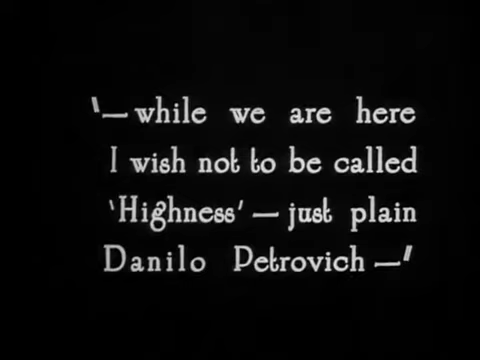 "—while we are here
I wish not to be called
'Highness'—just plain
Danilo Petrovich—"